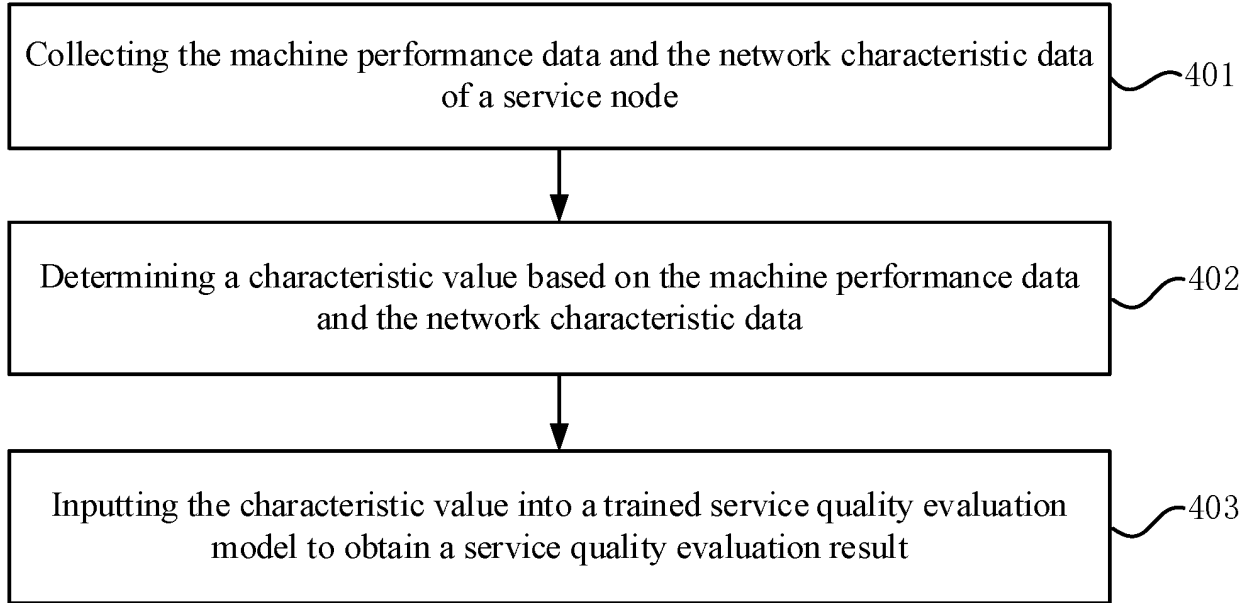 Collecting the machine performance data and the network characteristic data
of a service node
401
Determining a characteristic value based on the machine performance data
and the network characteristic data
402
Inputting the characteristic value into a trained service quality evaluation
model to obtain a service quality evaluation result
403